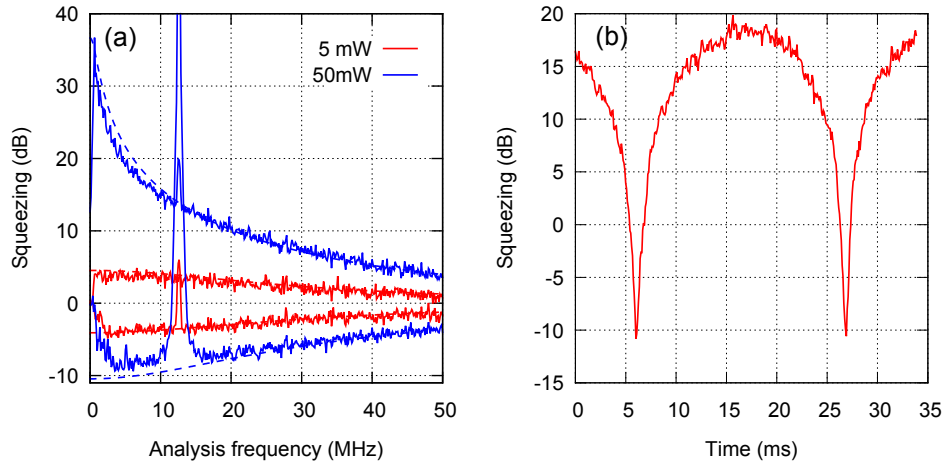 (a)
5 mW
50mW
Squeezing (dB)
40
30
20
10
0
-10
0 10 20 30 40 50
Analysis frequency (MHz)
(b)
Squeezing (dB)
20
15
10
5
0
-5
-10
-15
0 5 10 15 20 25 30 35
Time (ms)